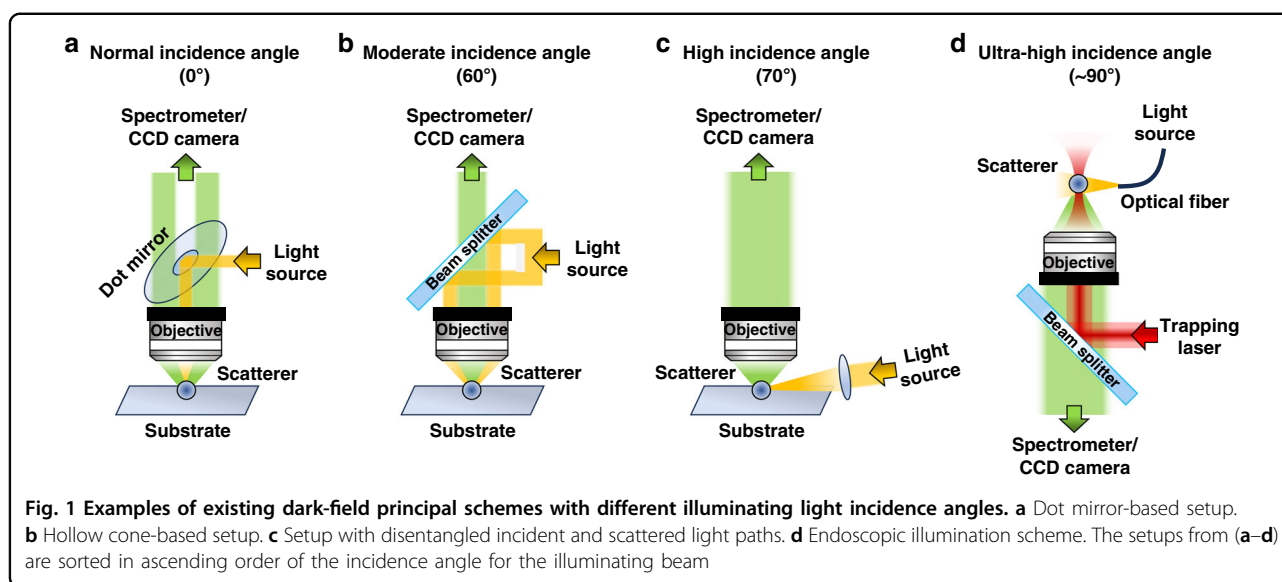 a Normal incidence angle
(0°)
Spectrometer/
CCD camera
Dot mirror
Light
source
Objective
Scatterer
Substrate
b Moderate incidence angle
(60°)
Spectrometer/
CCD camera
Beam splitter
Light
source
Objective
Scatterer
Substrate
c High incidence angle
(70°)
Spectrometer/
CCD camera
Objective
Scatterer
Light
source
Substrate
d Ultra-high incidence angle
(~90°)
Light
source
Scatterer
Optical fiber
Objective
Beam splitter
Trapping
laser
Spectrometer/
CCD camera
Fig. 1 Examples of existing dark-field principal schemes with different illuminating light incidence angles. a Dot mirror-based setup.
b Hollow cone-based setup. c Setup with disentangled incident and scattered light paths. d Endoscopic illumination scheme. The setups from (a–d)
are sorted in ascending order of the incidence angle for the illuminating beam